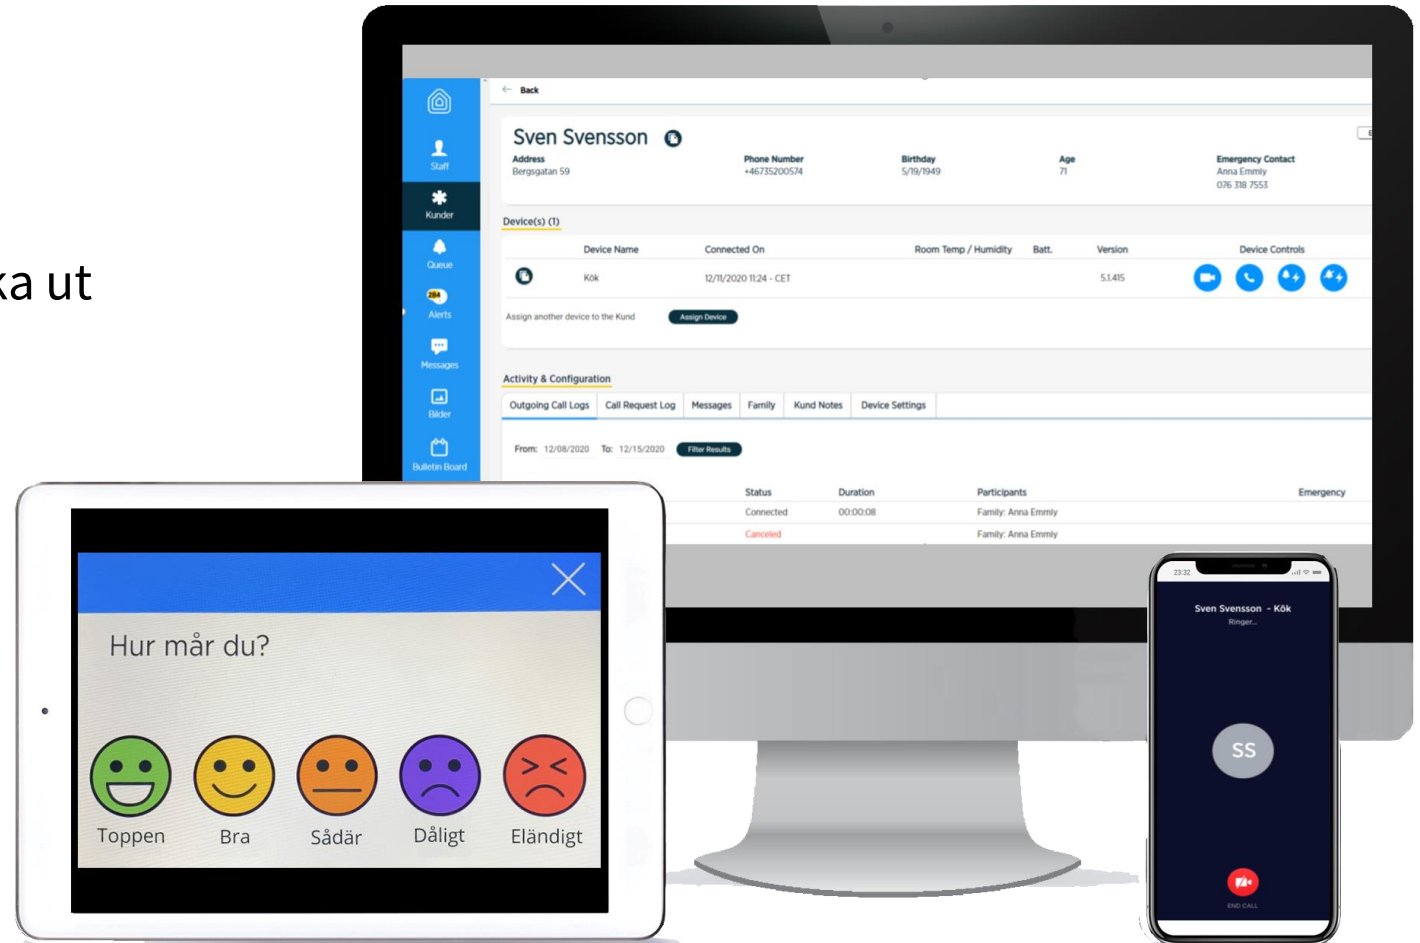 ka ut
Back
Sven Svensson
Address
Phone Number
Birthday
Age
Emergency Contact
Bergsgatan 59
+46735200574
5/19/1949
71
Anna Emmly
076 318 7553
Staff
Kunder
Queue
284
Alerts
Messages
Bilder
Bulletin Board
Device(s) (1)
Device Name
Connected On
Room Temp / Humidity
Batt.
Version
Device Controls
Kök
12/11/2020 11:24 - CET
5.1.415
Assign another device to the Kund
Assign Device
Activity & Configuration
Outgoing Call Logs
Call Request Log
Messages
Family
Kund Notes
Device Settings
From: 12/08/2020 To: 12/15/2020
Filter Results
Status
Duration
Participants
Emergency
Connected
00:00:08
Family: Anna Emmly
Canceled
Family: Anna Emmly
Hur mår du?
Toppen
Bra
Sådär
Dåligt
Eländigt
23:32
Sven Svensson - Kök
Ringer...
SS
END CALL